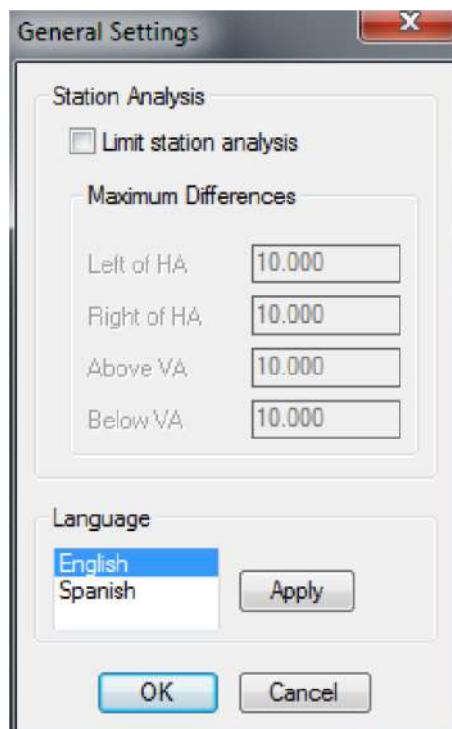 General Settings
Station Analysis
Limit station analysis
Maximum Differences
Left of HA 10.000
Right of HA 10.000
Above VA 10.000
Below VA 10.000
Language
English
Spanish
Apply
OK Cancel